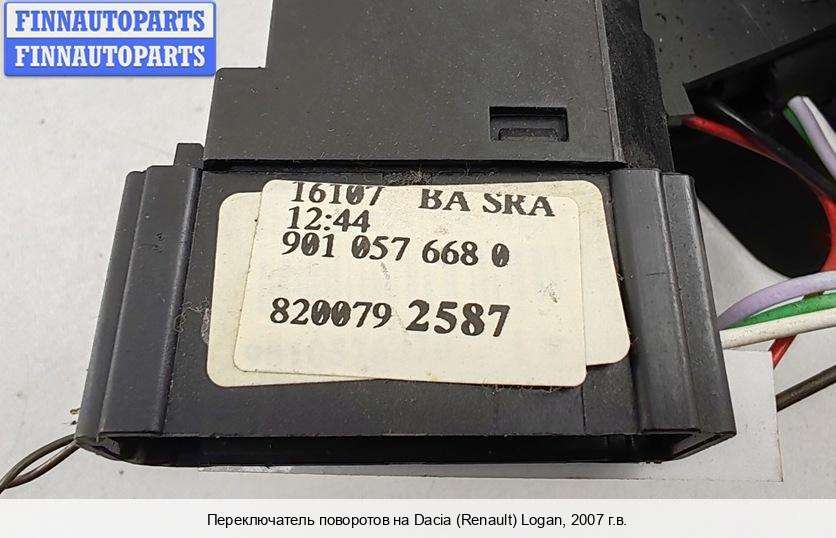 FINNAUTOPARTS
FINNAUTOPARTS
16107 BA SRA
12:44
901 057 668 0
820079 2587
Переключатель поворотов на Dacia (Renault) Logan, 2007 г.в.